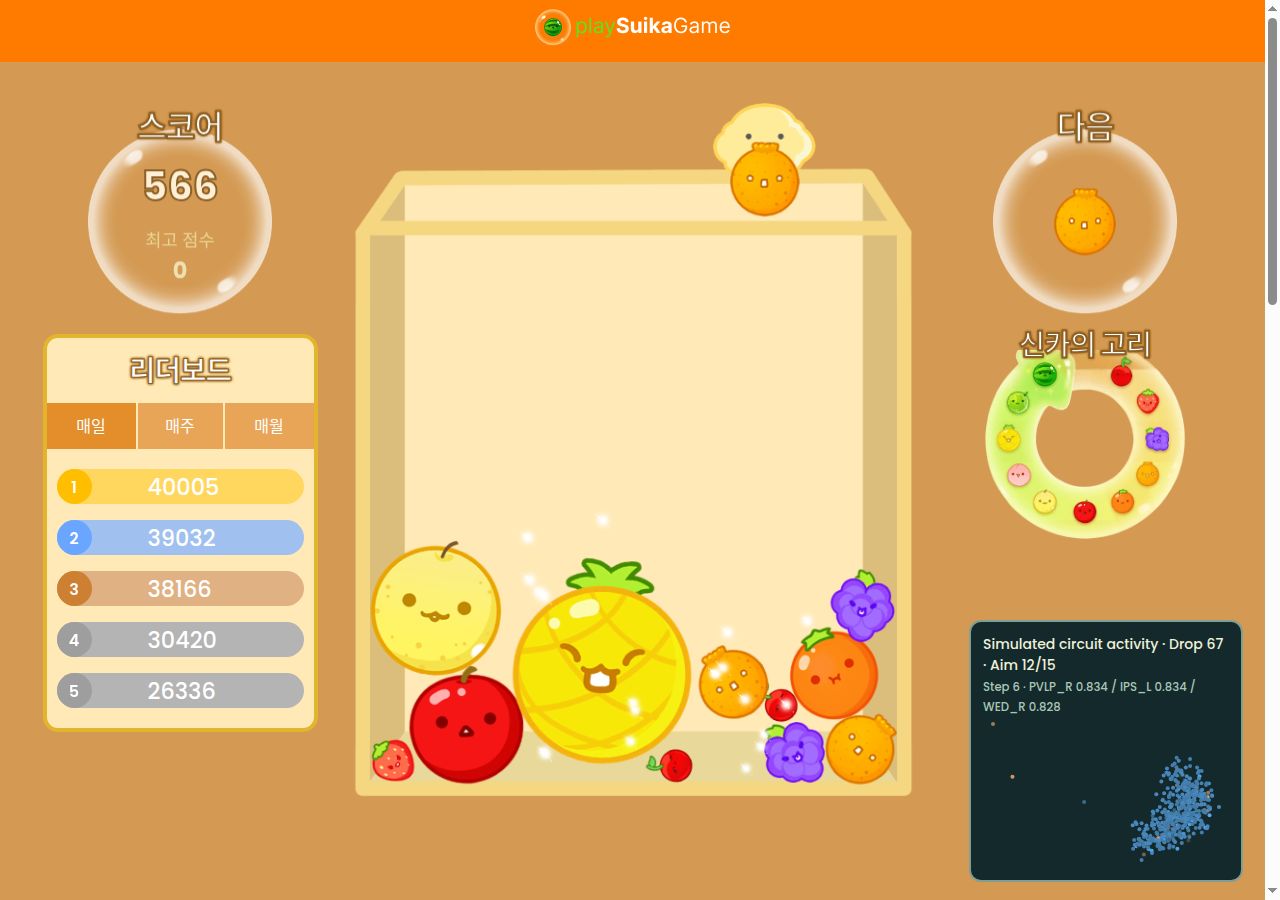 playSuikaGame
스코어
566
최고 점수
0
리더보드
매일 매주 매월
1 40005
2 39032
3 38166
4 30420
5 26336
다음
신카의 고리
Simulated circuit activity · Drop 67
· Aim 12/15
Step 6 · PVLP_R 0.834 / IPS_L 0.834 /
WED_R 0.828